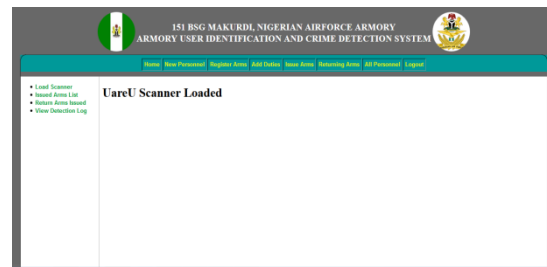 151 BSG MAKURDI, NIGERIAN AIRFORCE ARMORY
ARMORY USER IDENTIFICATION AND CRIME DETECTION SYSTEM
Home New Personnel Register Arms Add Duties Issue Arms Returning Arms All Personnel Logout
Load Scanner
Issued Arms List
Return Arms Issued
View Detection Log
UareU Scanner Loaded